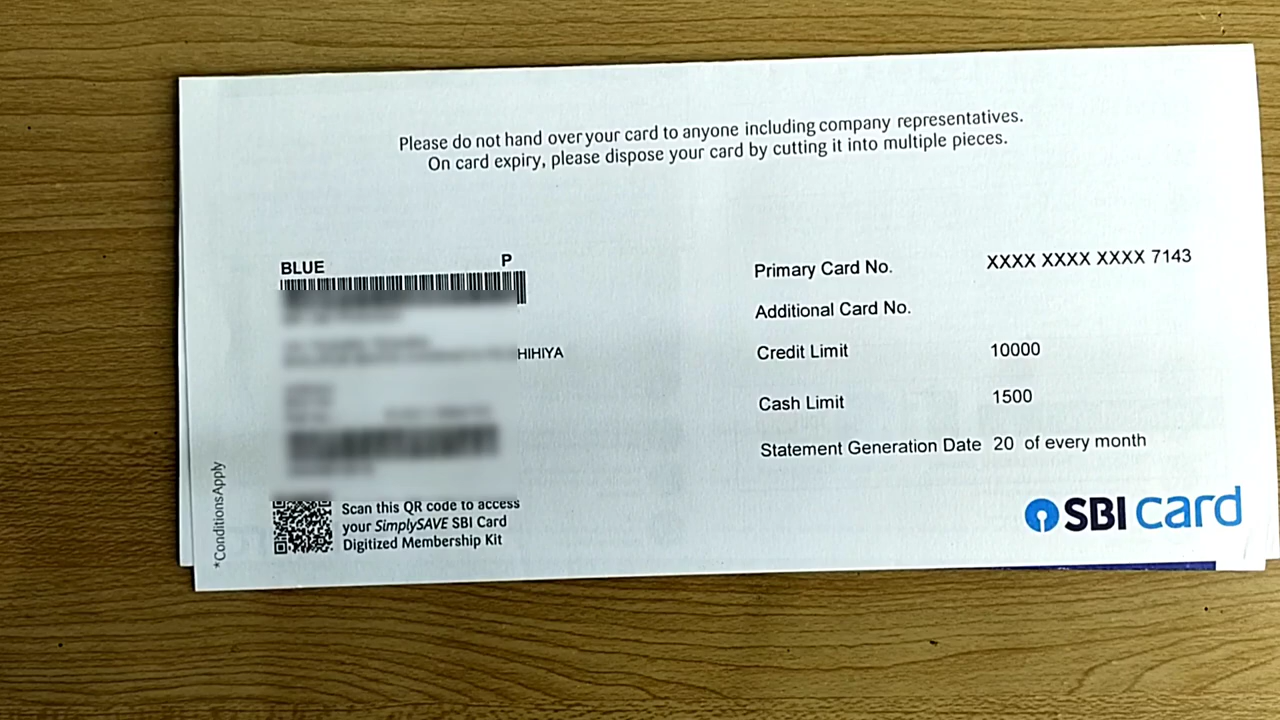 Please do not hand over your card to anyone including company representatives.
On card expiry, please dispose your card by cutting it into multiple pieces.
BLUE P
HIHIYA
Primary Card No. XXXX XXXX XXXX 7143
Additional Card No.
Credit Limit 10000
Cash Limit 1500
Statement Generation Date 20 of every month
*ConditionsApply
Scan this QR code to access
your SimplySAVE SBI Card
Digitized Membership Kit
SBI card